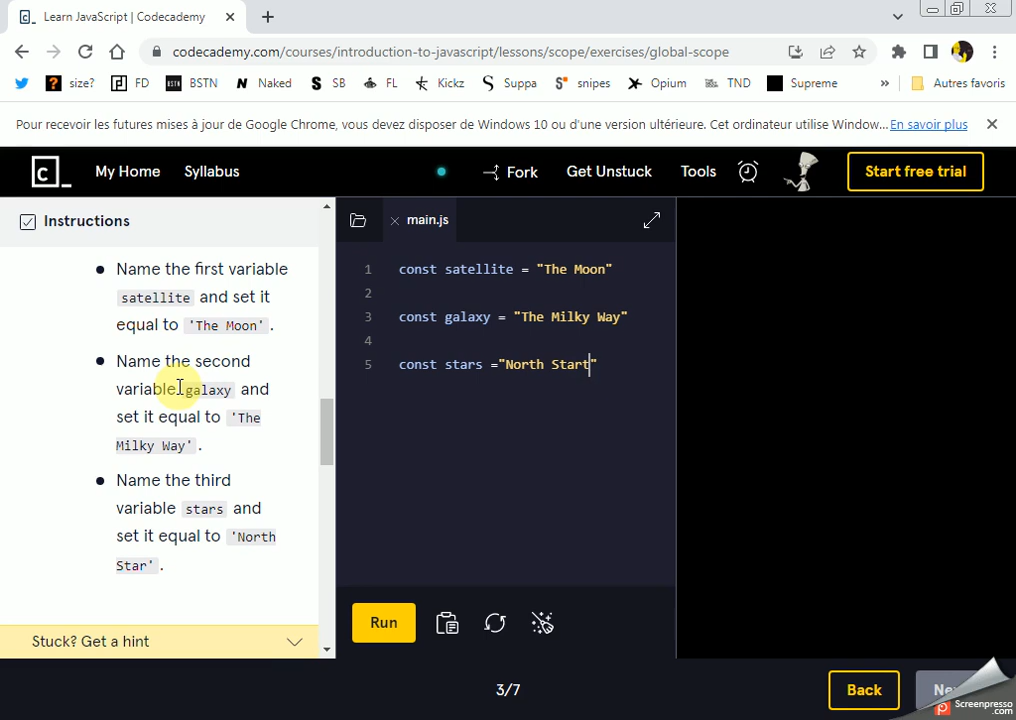 Learn JavaScript | Codecademy
codecademy.com/courses/introduction-to-javascript/lessons/scope/exercises/global-scope
size? FD BSTN Naked SB FL Kickz Suppa snipes Opium TND Supreme » Autres favoris
Pour recevoir les futures mises à jour de Google Chrome, vous devez disposer de Windows 10 ou d'une version ultérieure. Cet ordinateur utilise Window... En savoir plus
My Home Syllabus Fork Get Unstuck Tools Start free trial
Instructions
Name the first variable
satellite and set it
equal to 'The Moon'.
Name the second
variable galaxy and
set it equal to 'The
Milky Way'.
Name the third
variable stars and
set it equal to 'North
Star'.
Stuck? Get a hint
main.js
1 const satellite = "The Moon"
2
3 const galaxy = "The Milky Way"
4
5 const stars ="North Start"
Run
3/7
Back
Screenpresso
.com